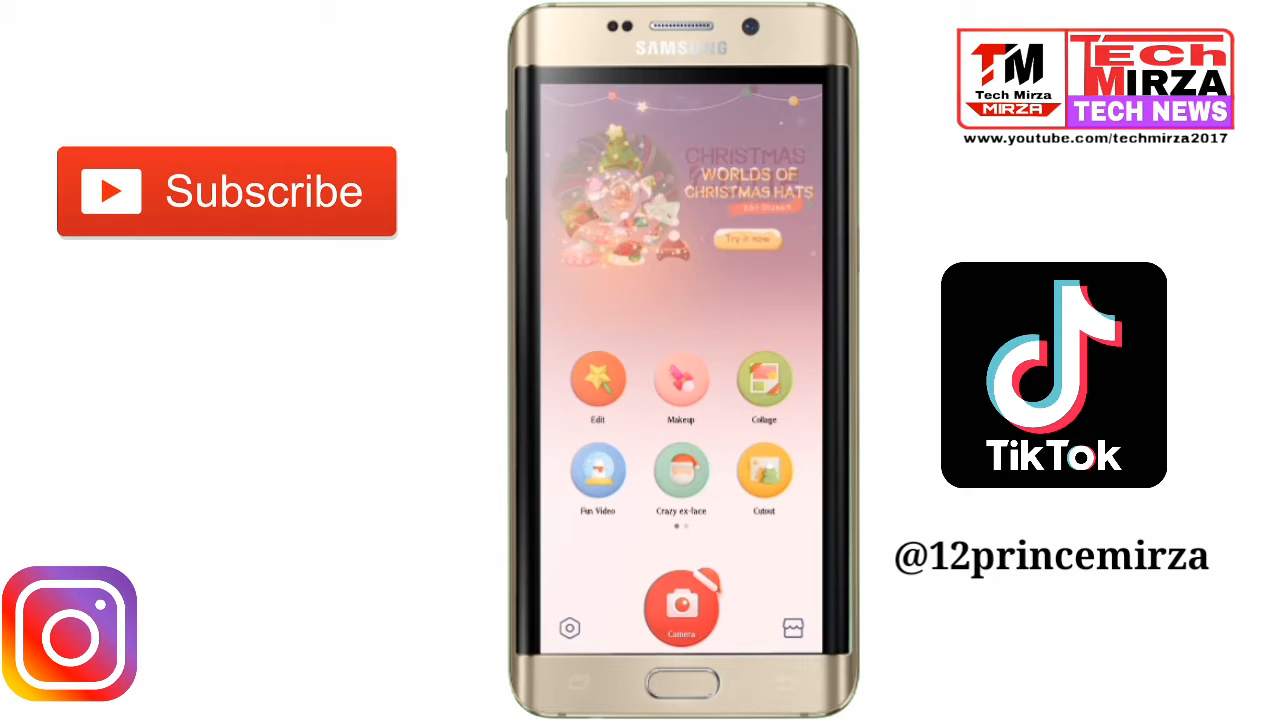 SAMSUNG
CHRISTMAS
WORLDS OF
CHRISTMAS HATS
Try it now
Edit
Makeup
Collage
Fun Video
Crazy ex-face
Cutout
Camera
Subscribe
TM
Tech Mirza
MIRZA
Tech
MIRZA
TECH NEWS
www.youtube.com/techmirza2017
TikTok
@12princemirza